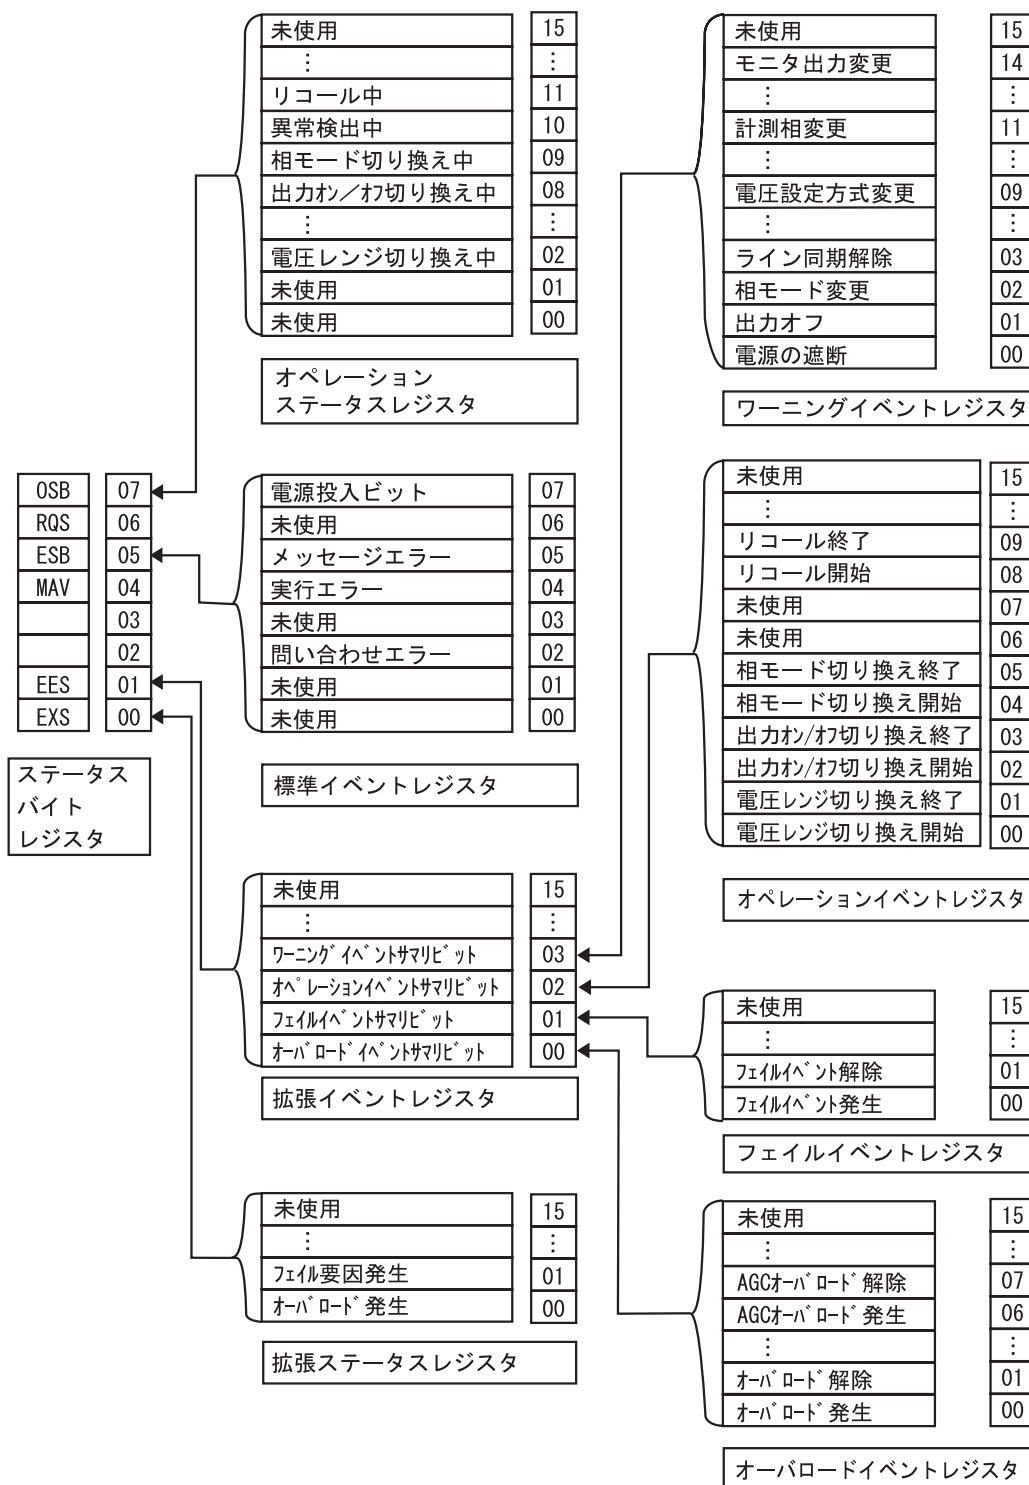 未使用 15
⋮ ⋮
リコール中 11
異常検出中 10
相モード切り換え中 09
出力ｵﾝ／ｵﾌ切り換え中 08
⋮ ⋮
電圧レンジ切り換え中 02
未使用 01
未使用 00
オペレーション
ステータスレジスタ
OSB 07
RQS 06
ESB 05
MAV 04
03
02
EES 01
EXS 00
ステータス
バイト
レジスタ
電源投入ビット 07
未使用 06
メッセージエラー 05
実行エラー 04
未使用 03
問い合わせエラー 02
未使用 01
未使用 00
標準イベントレジスタ
未使用 15
⋮ ⋮
ﾜｰﾆﾝｸﾞｲﾍﾞﾝﾄｻﾏﾘﾋﾞｯﾄ 03
ｵﾍﾟﾚｰｼｮﾝｲﾍﾞﾝﾄｻﾏﾘﾋﾞｯﾄ 02
ﾌｪｲﾙｲﾍﾞﾝﾄｻﾏﾘﾋﾞｯﾄ 01
ｵｰﾊﾞﾛｰﾄﾞｲﾍﾞﾝﾄｻﾏﾘﾋﾞｯﾄ 00
拡張イベントレジスタ
未使用 15
⋮ ⋮
ﾌｪｲﾙ要因発生 01
ｵｰﾊﾞﾛｰﾄﾞ発生 00
拡張ステータスレジスタ
未使用 15
モニタ出力変更 14
⋮ ⋮
計測相変更 11
⋮ ⋮
電圧設定方式変更 09
⋮ ⋮
ライン同期解除 03
相モード変更 02
出力オフ 01
電源の遮断 00
ワーニングイベントレジスタ
未使用 15
⋮ ⋮
リコール終了 09
リコール開始 08
未使用 07
未使用 06
相モード切り換え終了 05
相モード切り換え開始 04
出力ｵﾝ/ｵﾌ切り換え終了 03
出力ｵﾝ/ｵﾌ切り換え開始 02
電圧ﾚﾝｼﾞ切り換え終了 01
電圧ﾚﾝｼﾞ切り換え開始 00
オペレーションイベントレジスタ
未使用 15
⋮ ⋮
ﾌｪｲﾙｲﾍﾞﾝﾄ解除 01
ﾌｪｲﾙｲﾍﾞﾝﾄ発生 00
フェイルイベントレジスタ
未使用 15
⋮ ⋮
AGCｵｰﾊﾞﾛｰﾄﾞ解除 07
AGCｵｰﾊﾞﾛｰﾄﾞ発生 06
⋮ ⋮
ｵｰﾊﾞﾛｰﾄﾞ解除 01
ｵｰﾊﾞﾛｰﾄﾞ発生 00
オーバロードイベントレジスタ